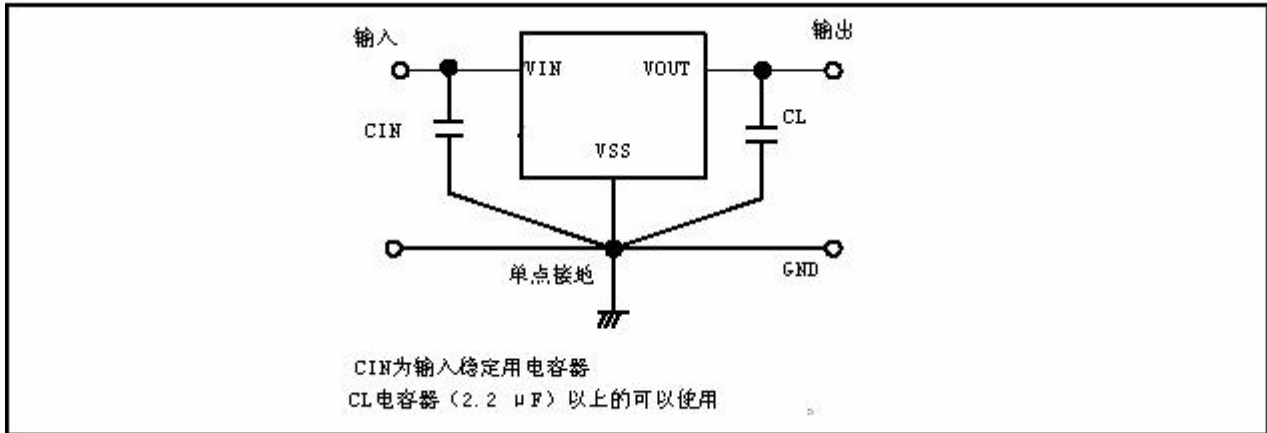 输入
输出
VIN
VOUT
CIN
CL
VSS
单点接地
GND
CIN为输入稳定用电容器
CL电容器（2.2 μF）以上的可以使用